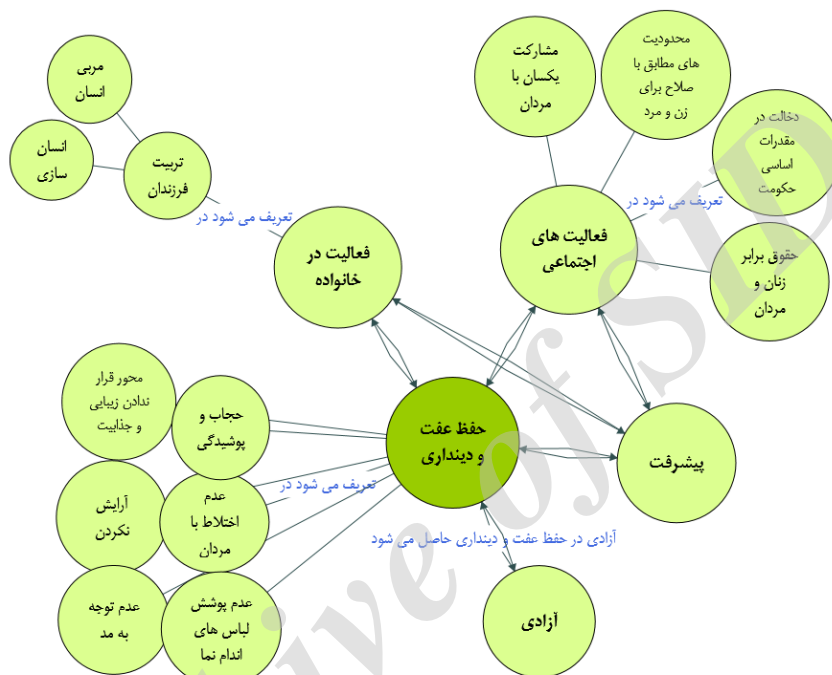 مربی
انسان
انسان
سازی
تربیت
فرزندان
تعریف می شود در
فعالیت در
خانواده
مشارکت
یکسان با
مردان
محدودیت
های مطابق با
صلاح برای
زن و مرد
دخالت در
مقدرات
اساسی
حکومت
تعریف می شود در
فعالیت های
اجتماعی
حقوق برابر
زنان و
مردان
محور قرار
ندادن زیبایی
و جذابیت
حجاب و
پوشیدگی
حفظ عفت
و دینداری
پیشرفت
تعریف می شود در
عدم
اختلاط با
مردان
آرایش
نکردن
آزادی در حفظ عفت و دینداری حاصل می شود
عدم توجه
به مد
عدم پوشش
لباس های
اندام نما
آزادی
ive of SID